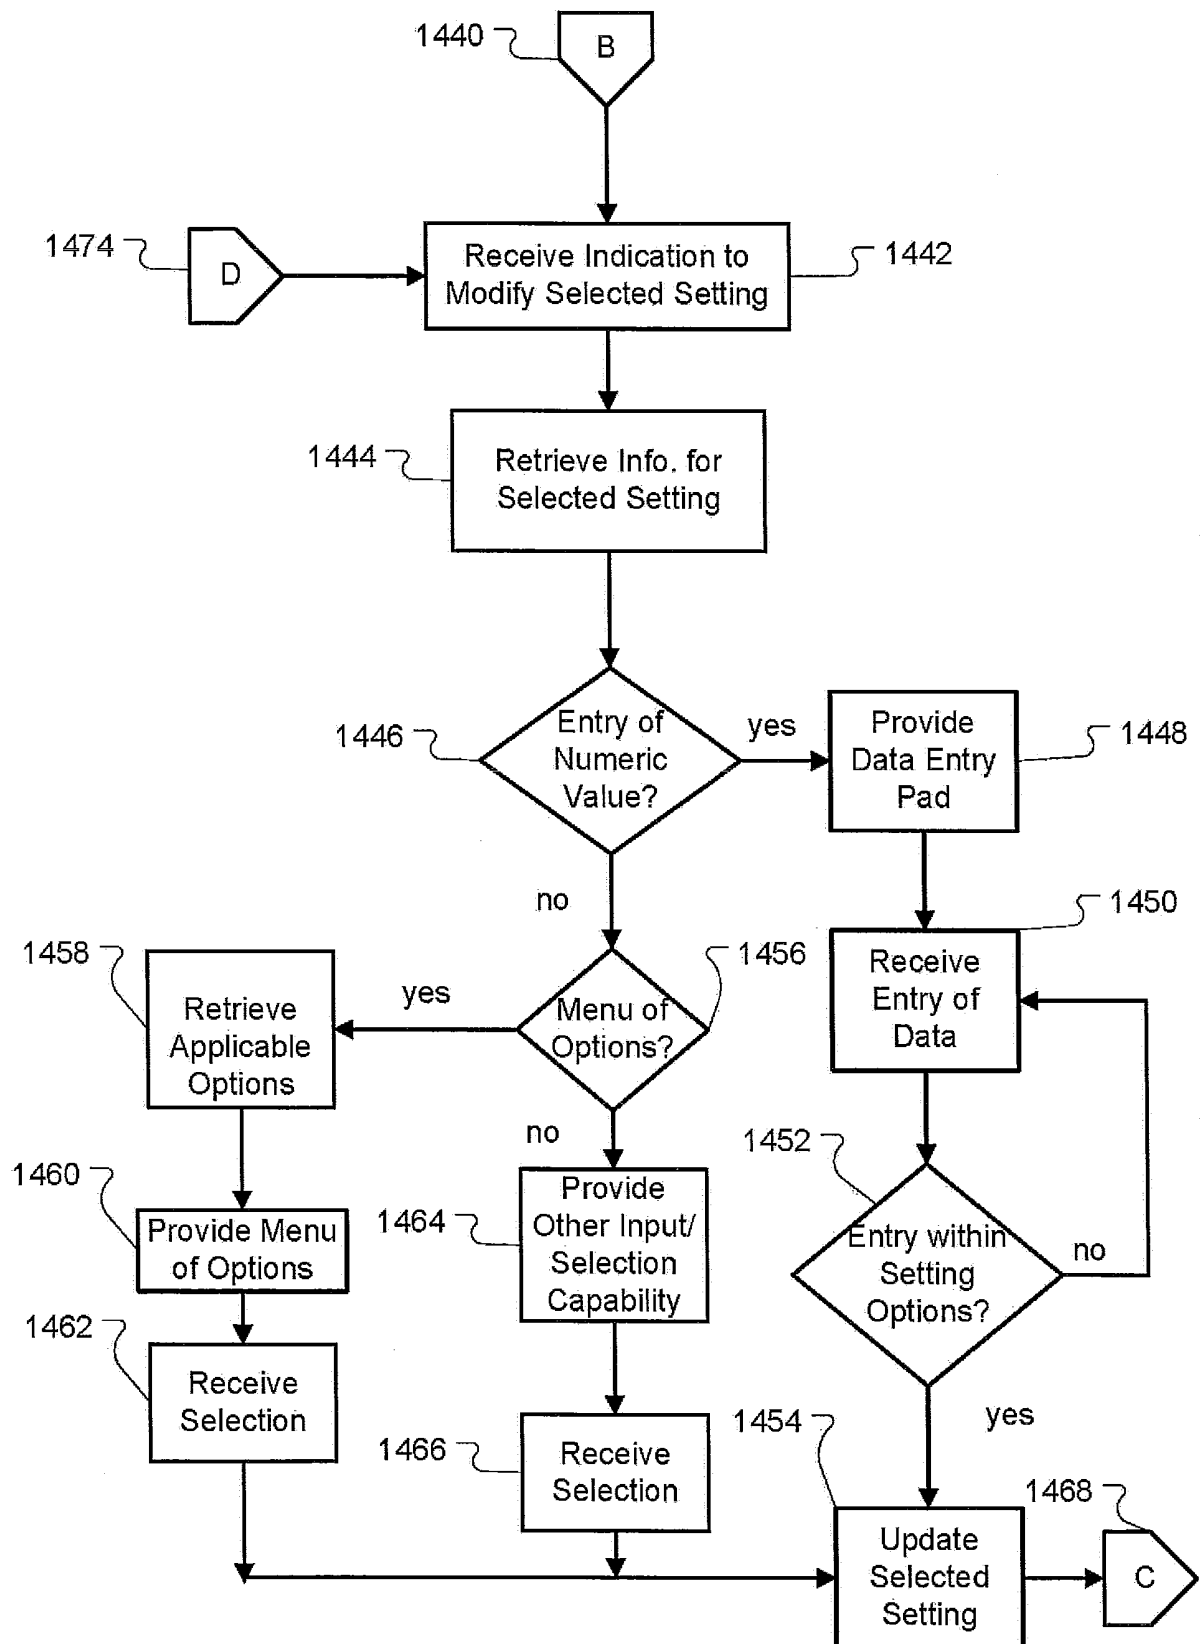 1440
B
1474
D
Receive Indication to
Modify Selected Setting
1442
1444
Retrieve Info. for
Selected Setting
1446
Entry of
Numeric
Value?
yes
Provide
Data Entry
Pad
1448
no
1450
Receive
Entry of
Data
1458
Retrieve
Applicable
Options
yes
Menu of
Options?
1456
no
1452
Entry within
Setting
Options?
no
1460
Provide Menu
of Options
1464
Provide
Other Input/
Selection
Capability
1462
Receive
Selection
yes
1466
Receive
Selection
1454
Update
Selected
Setting
1468
C